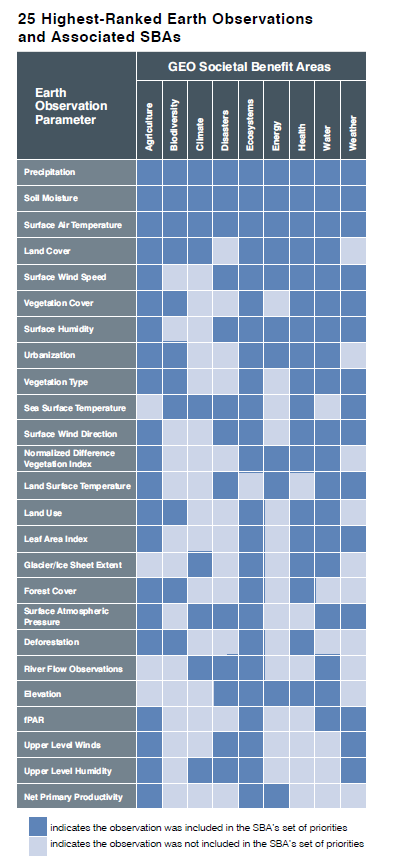 25 Highest-Ranked Earth Observations
and Associated SBAs
Earth
Observation
Parameter
GEO Societal Benefit Areas
Agriculture
Biodiversity
Climate
Disasters
Ecosystems
Energy
Health
Water
Weather
Precipitation
Soil Moisture
Surface Air Temperature
Land Cover
Surface Wind Speed
Vegetation Cover
Surface Humidity
Urbanization
Vegetation Type
Sea Surface Temperature
Surface Wind Direction
Normalized Difference
Vegetation Index
Land Surface Temperature
Land Use
Leaf Area Index
Glacier/Ice Sheet Extent
Forest Cover
Surface Atmospheric
Pressure
Deforestation
River Flow Observations
Elevation
fPAR
Upper Level Winds
Upper Level Humidity
Net Primary Productivity
indicates the observation was included in the SBA's set of priorities
indicates the observation was not included in the SBA's set of priorities